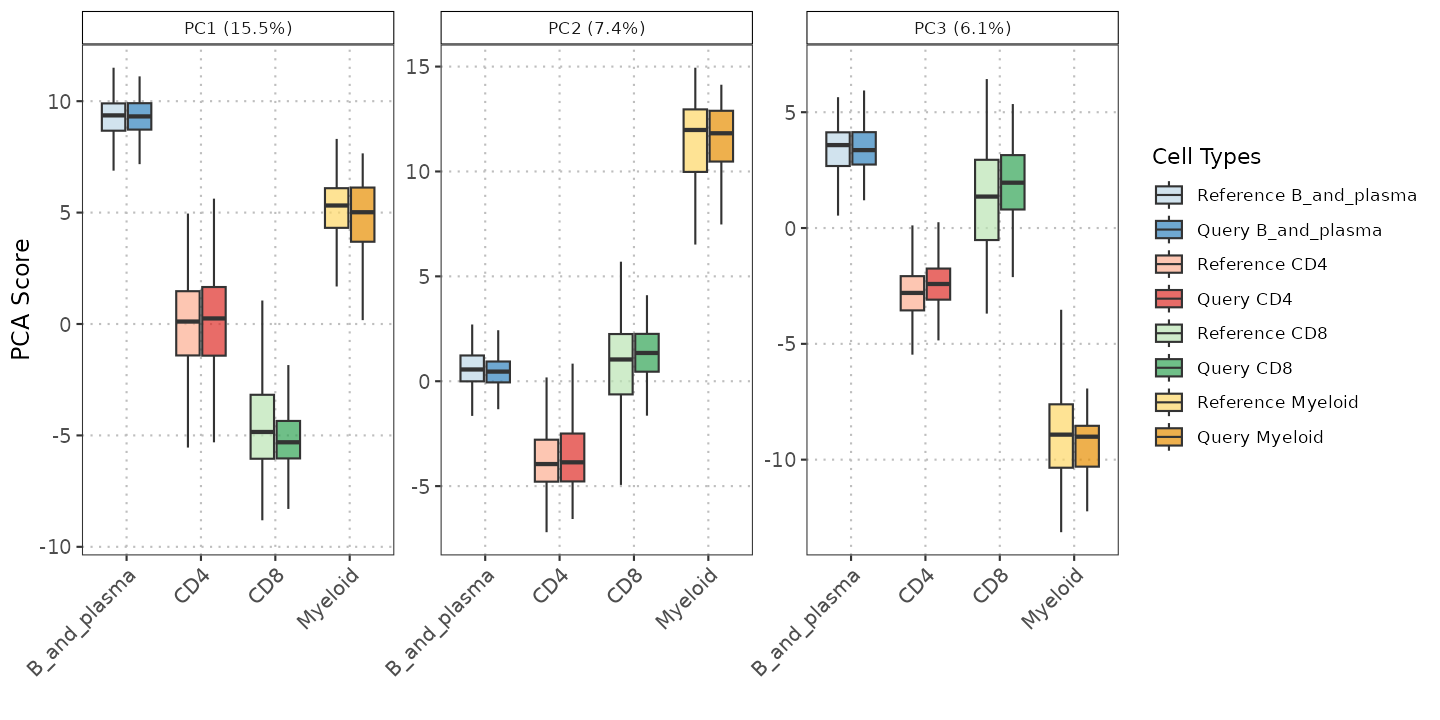 PC1 (15.5%)
PC2 (7.4%)
PC3 (6.1%)
PCA Score
10
5
0
-5
-10
15
10
5
0
-5
5
0
-5
-10
B_and_plasma
CD4
CD8
Myeloid
B_and_plasma
CD4
CD8
Myeloid
B_and_plasma
CD4
CD8
Myeloid
Cell Types
Reference B_and_plasma
Query B_and_plasma
Reference CD4
Query CD4
Reference CD8
Query CD8
Reference Myeloid
Query Myeloid